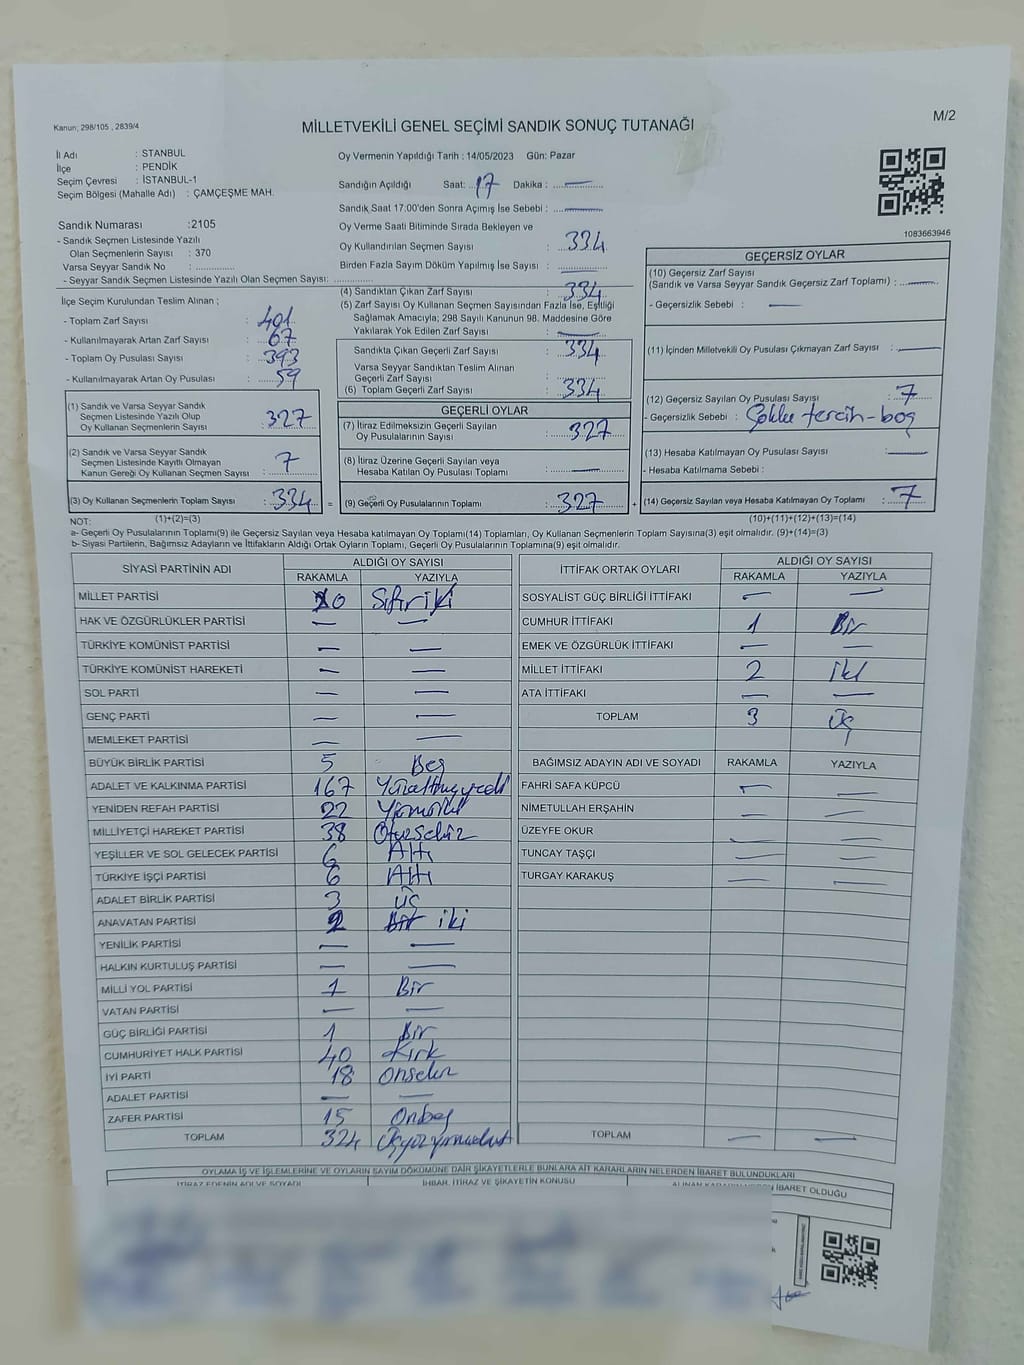 Kanun; 298/105 , 2839/4
MİLLETVEKİLİ GENEL SEÇİMİ SANDIK SONUÇ TUTANAĞI
M/2
İl Adı : STANBUL
İlçe : PENDİK
Seçim Çevresi : İSTANBUL-1
Seçim Bölgesi (Mahalle Adı) : ÇAMÇEŞME MAH.
Oy Vermenin Yapıldığı Tarih : 14/05/2023 Gün: Pazar
Sandığın Açıldığı Saat: 17 Dakika : —
Sandık Saat 17:00'den Sonra Açımış İse Sebebi : —
Sandık Numarası :2105
- Sandık Seçmen Listesinde Yazılı
Olan Seçmenlerin Sayısı : 370
Varsa Seyyar Sandık No :
- Seyyar Sandık Seçmen Listesinde Yazılı Olan Seçmen Sayısı:
Oy Verme Saati Bitiminde Sırada Bekleyen ve
Oy Kullandırılan Seçmen Sayısı : 334
Birden Fazla Sayım Döküm Yapılmış İse Sayısı :
1083663946
İlçe Seçim Kurulundan Teslim Alınan ;
- Toplam Zarf Sayısı : 401
- Kullanılmayarak Artan Zarf Sayısı : 67
- Toplam Oy Pusulası Sayısı : 393
- Kullanılmayarak Artan Oy Pusulası : 59
(4) Sandıktan Çıkan Zarf Sayısı : 334
(5) Zarf Sayısı Oy Kullanan Seçmen Sayısından Fazla İse, Eşitliği
Sağlamak Amacıyla; 298 Sayılı Kanunun 98. Maddesine Göre
Yakılarak Yok Edilen Zarf Sayısı : —
Sandıkta Çıkan Geçerli Zarf Sayısı : 334
Varsa Seyyar Sandıktan Teslim Alınan
Geçerli Zarf Sayısı :
(6) Toplam Geçerli Zarf Sayısı : 334
GEÇERSİZ OYLAR
(10) Geçersiz Zarf Sayısı
(Sandık ve Varsa Seyyar Sandık Geçersiz Zarf Toplamı) : —
- Geçersizlik Sebebi : —
(11) İçinden Milletvekili Oy Pusulası Çıkmayan Zarf Sayısı : —
(12) Geçersiz Sayılan Oy Pusulası Sayısı : 7
- Geçersizlik Sebebi : Çoklu tercih-boş
(13) Hesaba Katılmayan Oy Pusulası Sayısı : —
- Hesaba Katılmama Sebebi :
(14) Geçersiz Sayılan veya Hesaba Katılmayan Oy Toplamı : 7
(1) Sandık ve Varsa Seyyar Sandık
Seçmen Listesinde Yazılı Olup
Oy Kullanan Seçmenlerin Sayısı : 327
(2) Sandık ve Varsa Seyyar Sandık
Seçmen Listesinde Kayıtlı Olmayan
Kanun Gereği Oy Kullanan Seçmen Sayısı : 7
(3) Oy Kullanan Seçmenlerin Toplam Sayısı : 334 =
GEÇERLİ OYLAR
(7) İtiraz Edilmeksizin Geçerli Sayılan
Oy Pusulalarının Sayısı : 327
(8) İtiraz Üzerine Geçerli Sayılan veya
Hesaba Katılan Oy Pusulası Toplamı : —
(9) Geçerli Oy Pusulalarının Toplamı : 327 +
NOT: (1)+(2)=(3)
(10)+(11)+(12)+(13)=(14)
a- Geçerli Oy Pusulalarının Toplamı(9) ile Geçersiz Sayılan veya Hesaba katılmayan Oy Toplamı(14) Toplamları, Oy Kullanan Seçmenlerin Toplam Sayısına(3) eşit olmalıdır. (9)+(14)=(3)
b- Siyasi Partilerin, Bağımsız Adayların ve İttifakların Aldığı Ortak Oyların Toplamı, Geçerli Oy Pusulalarının Toplamına(9) eşit olmalıdır.
SİYASİ PARTİNİN ADI ALDIĞI OY SAYISI
RAKAMLA YAZIYLA
MİLLET PARTİSİ 0 Sıfır
HAK VE ÖZGÜRLÜKLER PARTİSİ — —
TÜRKİYE KOMÜNİST PARTİSİ — —
TÜRKİYE KOMÜNİST HAREKETİ — —
SOL PARTİ — —
GENÇ PARTİ — —
MEMLEKET PARTİSİ — —
BÜYÜK BİRLİK PARTİSİ 5 Beş
ADALET VE KALKINMA PARTİSİ 167
YENİDEN REFAH PARTİSİ 22 Yirmiiki
MİLLİYETÇİ HAREKET PARTİSİ 38 Otuzsekiz
YEŞİLLER VE SOL GELECEK PARTİSİ 6 Altı
TÜRKİYE İŞÇİ PARTİSİ 6 Altı
ADALET BİRLİK PARTİSİ 3 üç
ANAVATAN PARTİSİ 2 Bir iki
YENİLİK PARTİSİ — —
HALKIN KURTULUŞ PARTİSİ — —
MİLLİ YOL PARTİSİ 1 Bir
VATAN PARTİSİ — —
GÜÇ BİRLİĞİ PARTİSİ 1 Bir
CUMHURİYET HALK PARTİSİ 40 Kırk
İYİ PARTİ 18 Onsekiz
ADALET PARTİSİ — —
ZAFER PARTİSİ 15 Onbeş
TOPLAM 324
İTTİFAK ORTAK OYLARI ALDIĞI OY SAYISI
RAKAMLA YAZIYLA
SOSYALİST GÜÇ BİRLİĞİ İTTİFAKI — —
CUMHUR İTTİFAKI 1 Bir
EMEK VE ÖZGÜRLÜK İTTİFAKI — —
MİLLET İTTİFAKI 2 iki
ATA İTTİFAKI — —
TOPLAM 3 üç
BAĞIMSIZ ADAYIN ADI VE SOYADI RAKAMLA YAZIYLA
FAHRİ SAFA KÜPCÜ — —
NİMETULLAH ERŞAHİN — —
ÜZEYFE OKUR — —
TUNCAY TAŞÇI — —
TURGAY KARAKUŞ — —
TOPLAM — —
OYLAMA İŞ VE İŞLEMLERİNE VE OYLARIN SAYIM DÖKÜMÜNE DAİR ŞİKAYETLERLE BUNLARA AİT KARARLARIN NELERDEN İBARET BULUNDUKLARI
İTİRAZ EDENİN ADI VE SOYADI
İHBAR, İTİRAZ VE ŞİKAYETİN KONUSU
ALINAN KARARIN NEDEN İBARET OLDUĞU